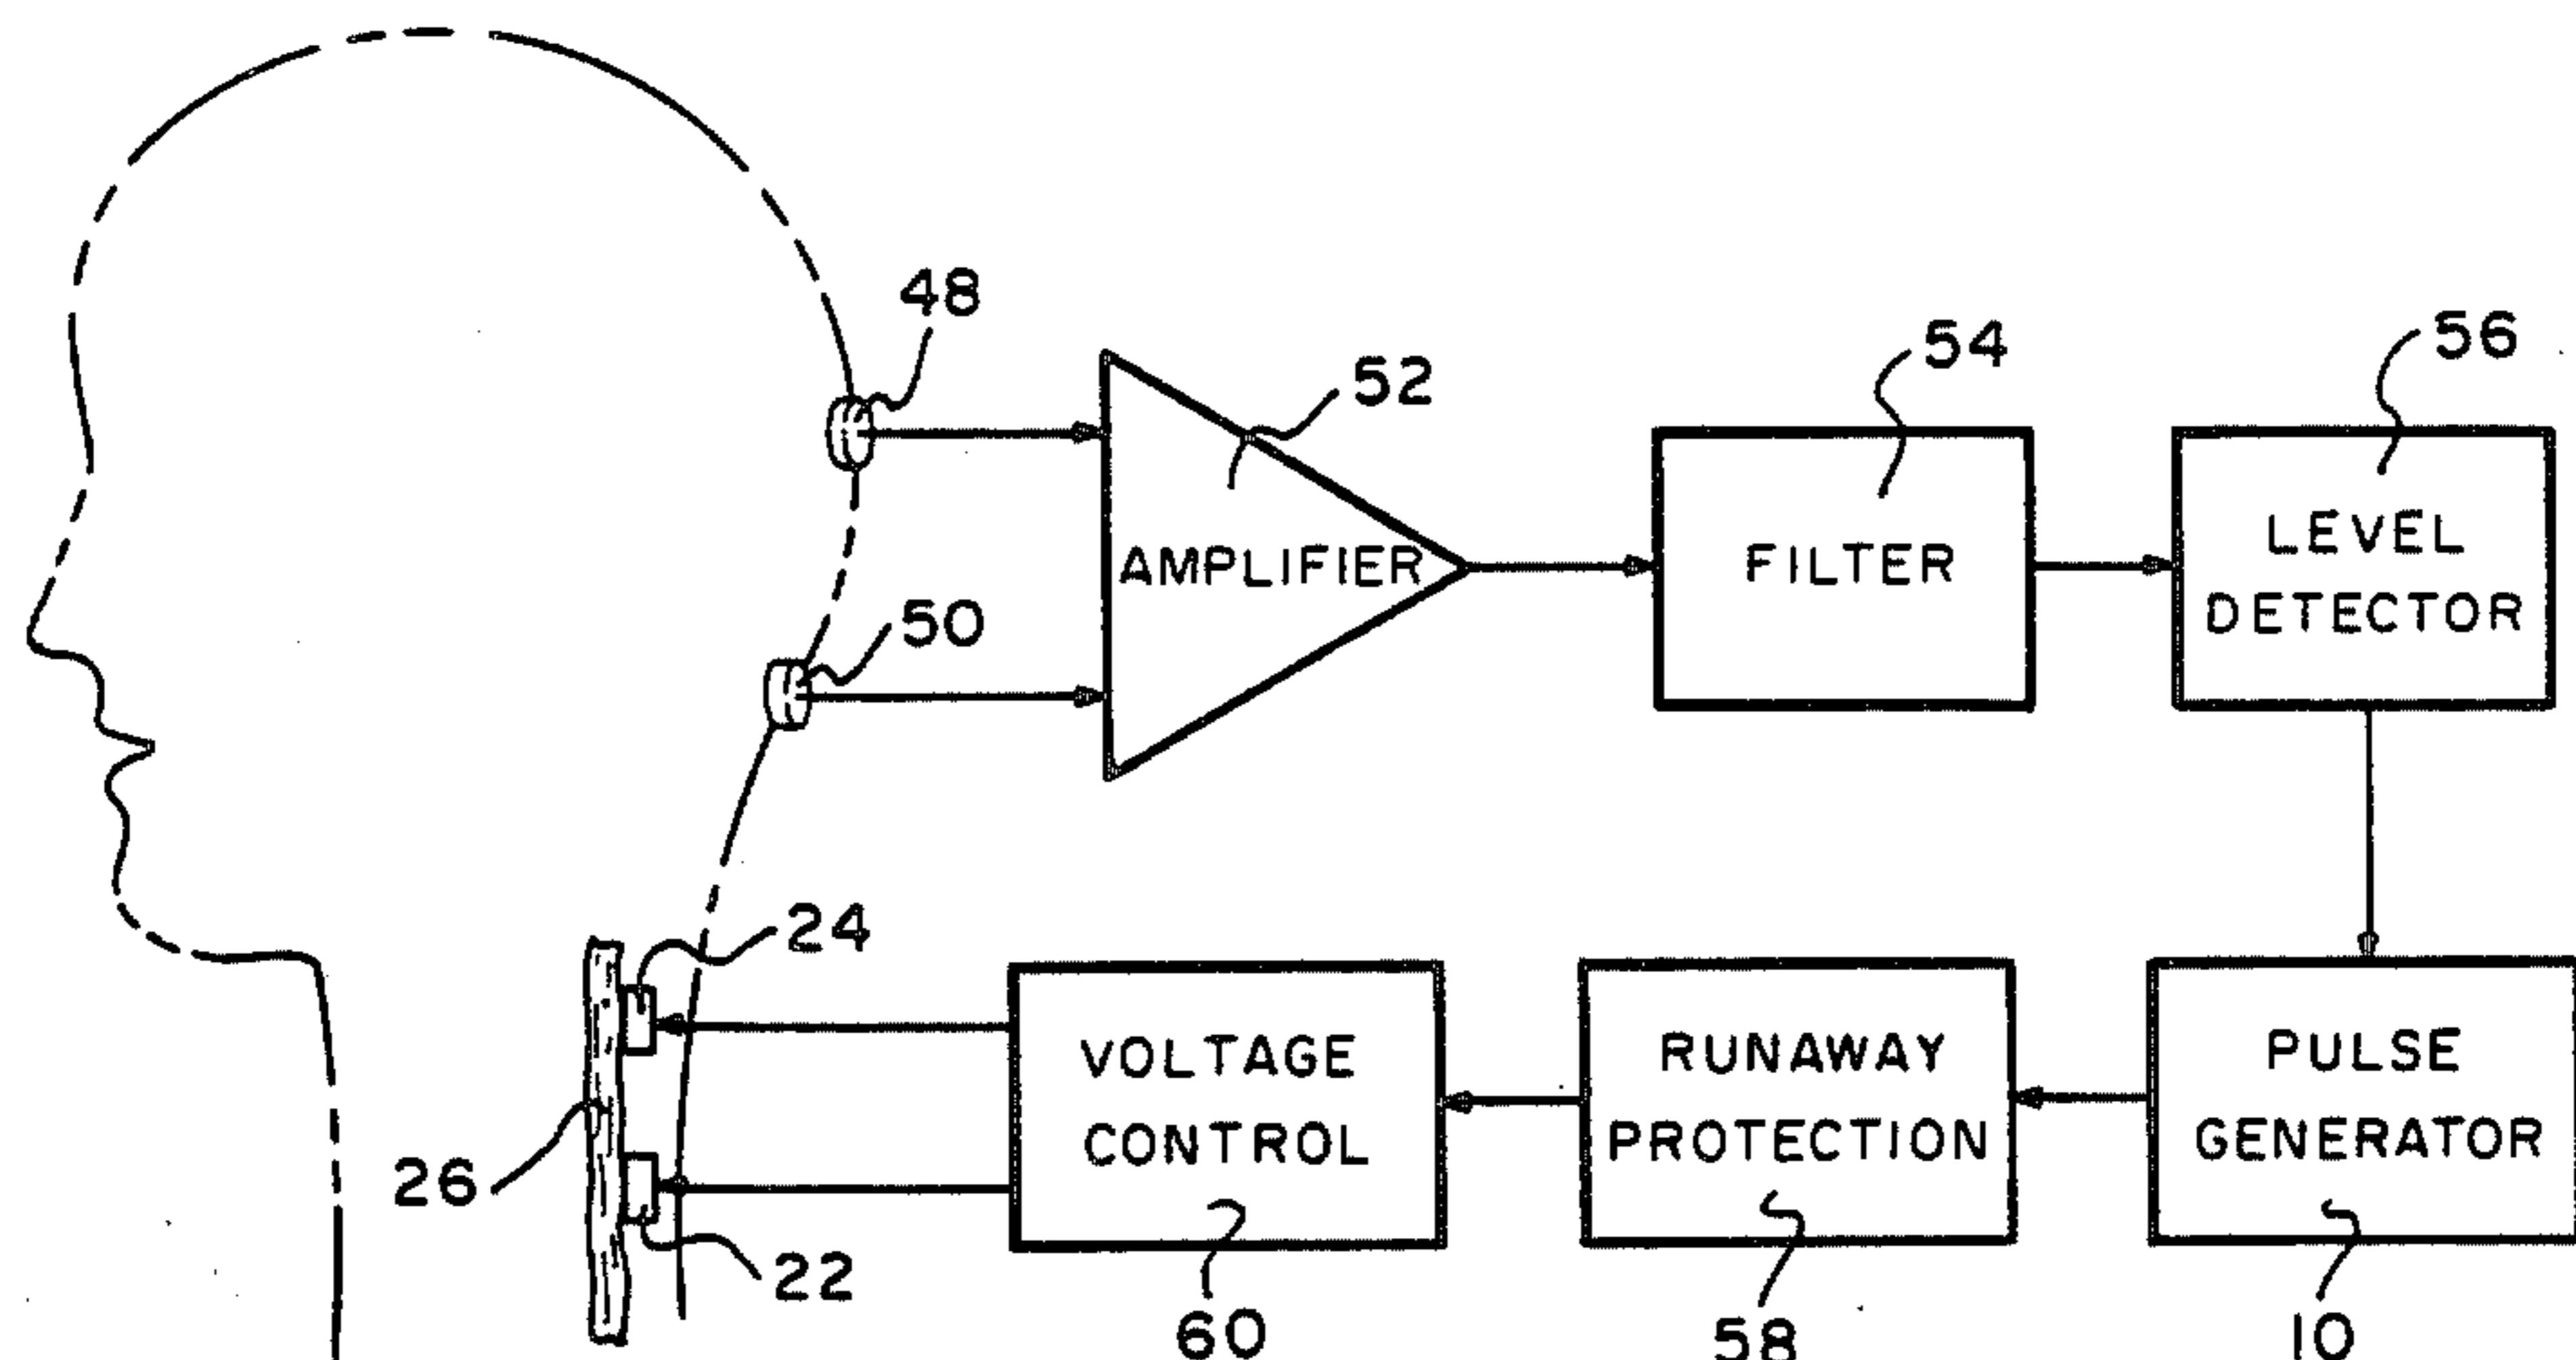 48
54
56
52
LEVEL
DETECTOR
AMPLIFIER
FILTER
50
24
VOLTAGE
CONTROL
RUNAWAY
PROTECTION
PULSE
GENERATOR
26
22
60
58
10